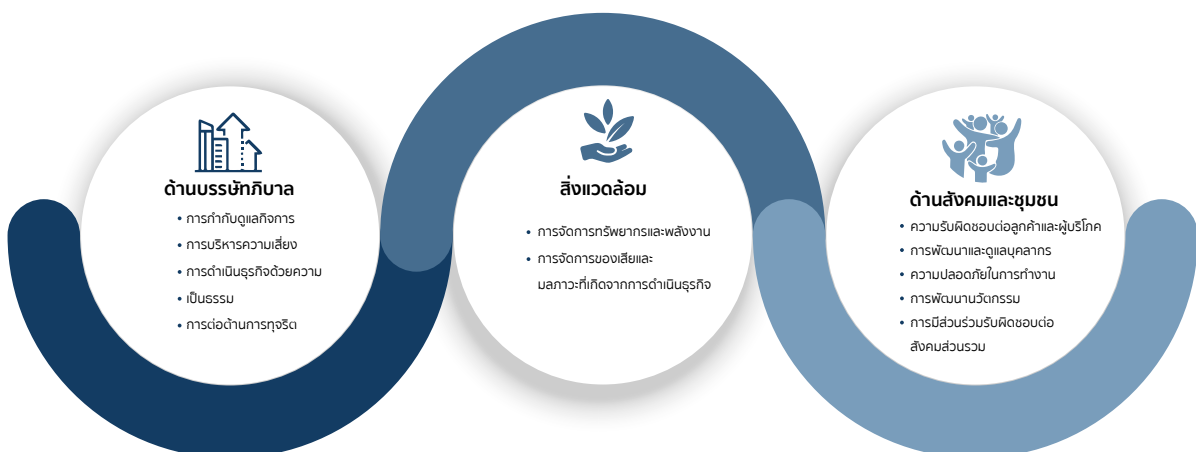 ด้านบรรษัทภิบาล
• การกำกับดูแลกิจการ
• การบริหารความเสี่ยง
• การดำเนินธุรกิจด้วยความ
• เป็นธรรม
• การต่อต้านการทุจริต
สิ่งแวดล้อม
• การจัดการทรัพยากรและพลังงาน
• การจัดการของเสียและ
มลภาวะที่เกิดจากการดำเนินธุรกิจ
ด้านสังคมและชุมชน
• ความรับผิดชอบต่อลูกค้าและผู้บริโภค
• การพัฒนาและดูแลบุคลากร
• ความปลอดภัยในการทำงาน
• การพัฒนานวัตกรรม
• การมีส่วนร่วมรับผิดชอบต่อ
สังคมส่วนรวม